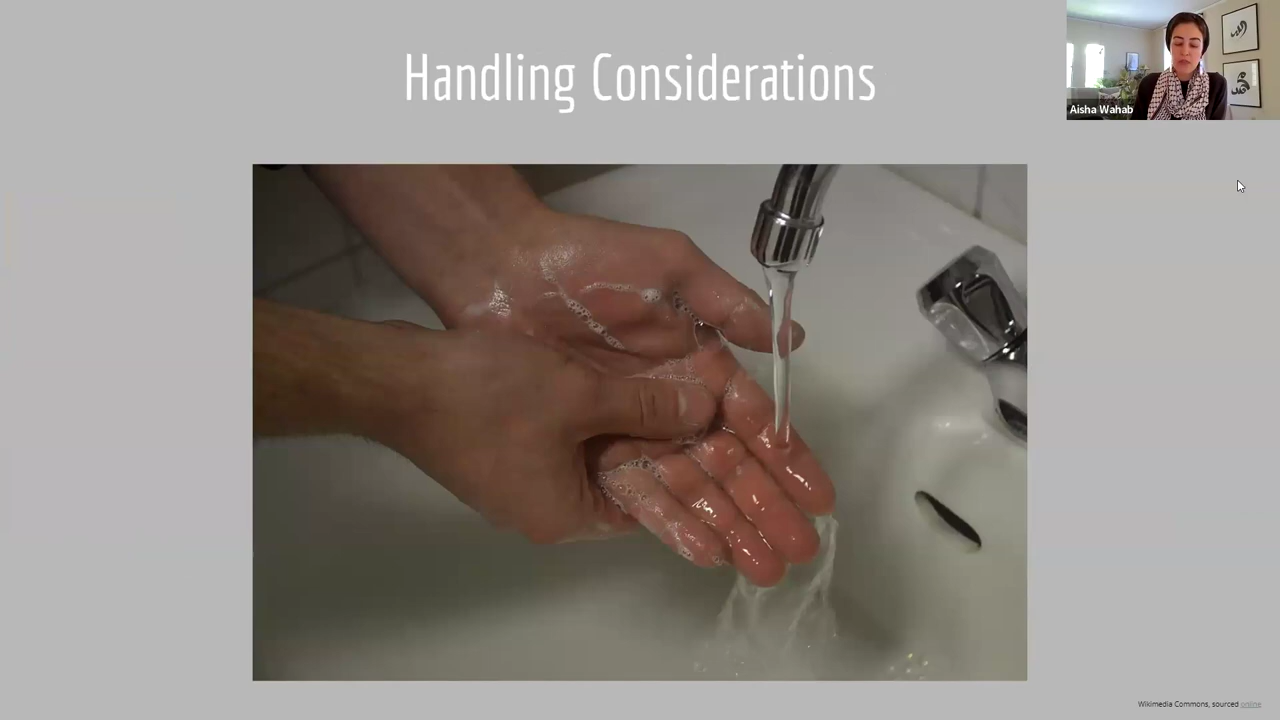 Handling Considerations
Aisha Wahab
Wikimedia Commons, sourced online